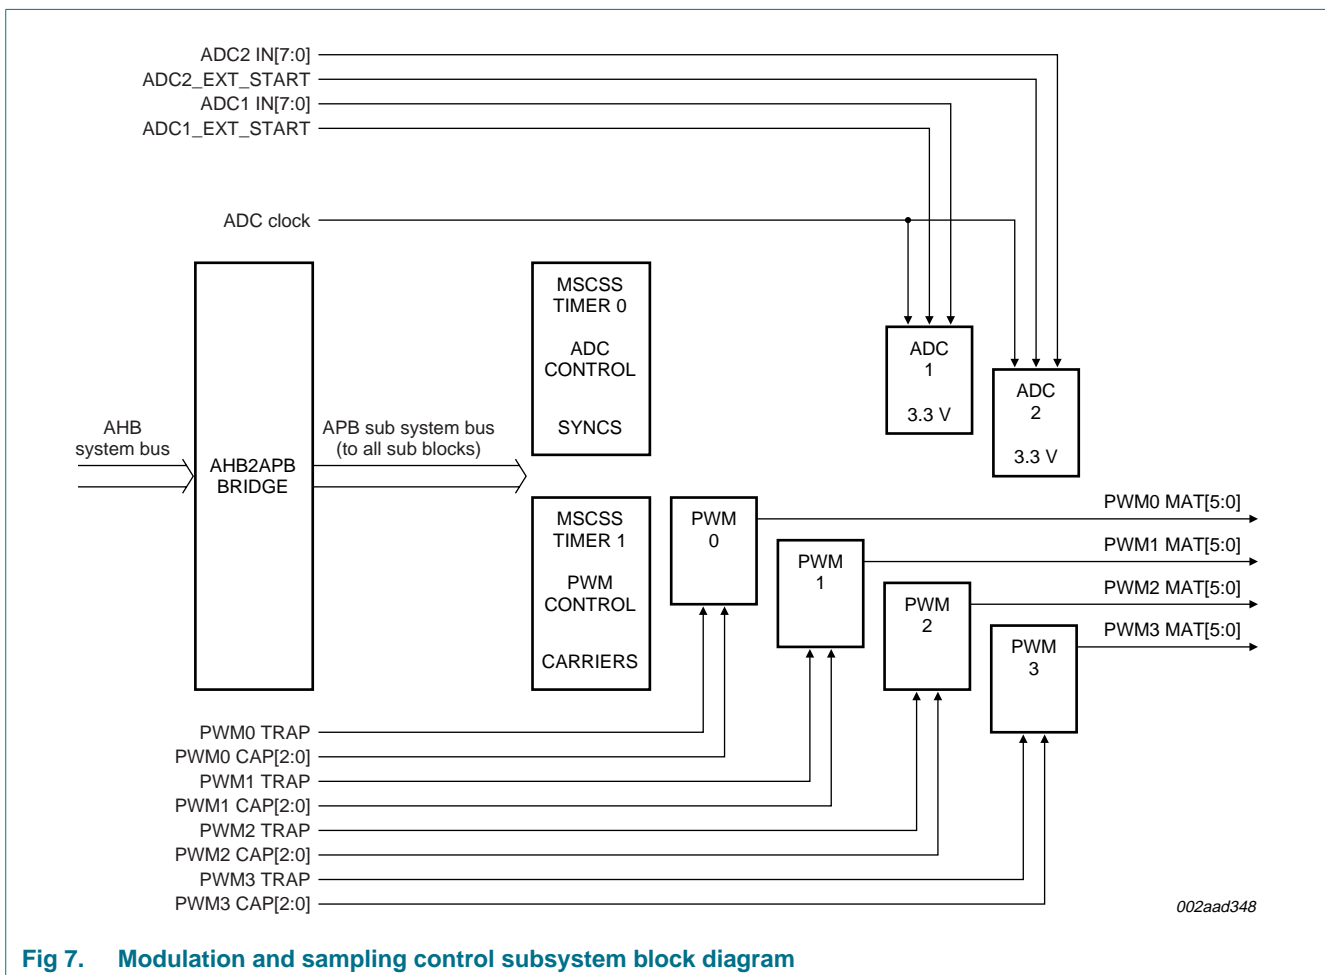 ADC2 IN[7:0]
ADC2_EXT_START
ADC1 IN[7:0]
ADC1_EXT_START
ADC clock
MSCSS
TIMER 0
ADC
CONTROL
SYNCS
ADC
1
3.3 V
ADC
2
3.3 V
AHB
system bus
AHB2APB
BRIDGE
APB sub system bus
(to all sub blocks)
MSCSS
TIMER 1
PWM
CONTROL
CARRIERS
PWM
0
PWM
1
PWM
2
PWM
3
PWM0 MAT[5:0]
PWM1 MAT[5:0]
PWM2 MAT[5:0]
PWM3 MAT[5:0]
PWM0 TRAP
PWM0 CAP[2:0]
PWM1 TRAP
PWM1 CAP[2:0]
PWM2 TRAP
PWM2 CAP[2:0]
PWM3 TRAP
PWM3 CAP[2:0]
002aad348
Fig 7. Modulation and sampling control subsystem block diagram